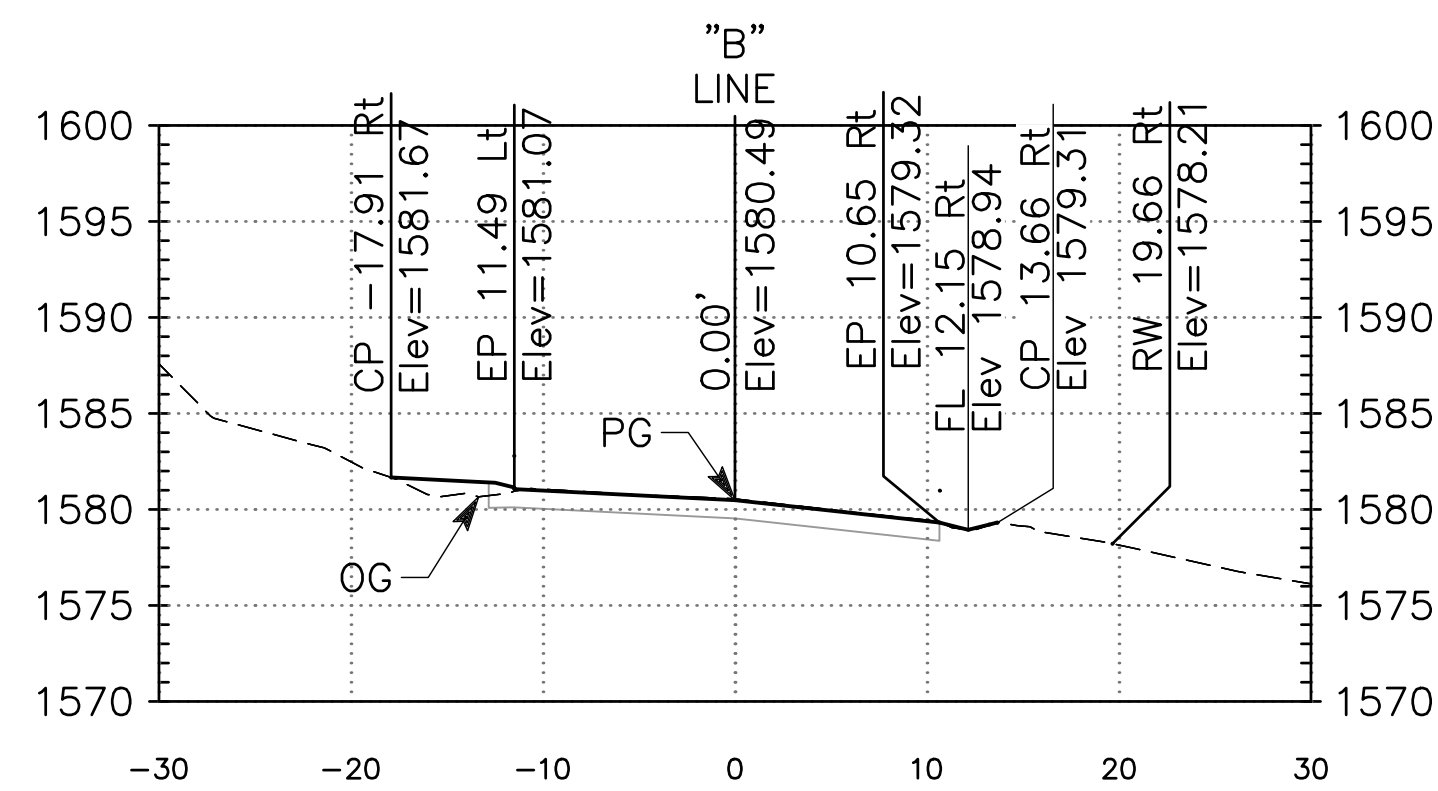 "B"
LINE
CP -17.91 Rt
Elev=1581.67
EP 11.49 Lt
Elev=1581.07
0.00'
Elev=1580.49
EP 10.65 Rt
Elev=1579.32
FL 12.15 Rt
Elev 1578.94
CP 13.66 Rt
Elev 1579.31
RW 19.66 Rt
Elev=1578.21
1600
1595
1590
1585
1580
1575
1570
1600
1595
1590
1585
1580
1575
1570
PG
OG
-30 -20 -10 0 10 20 30